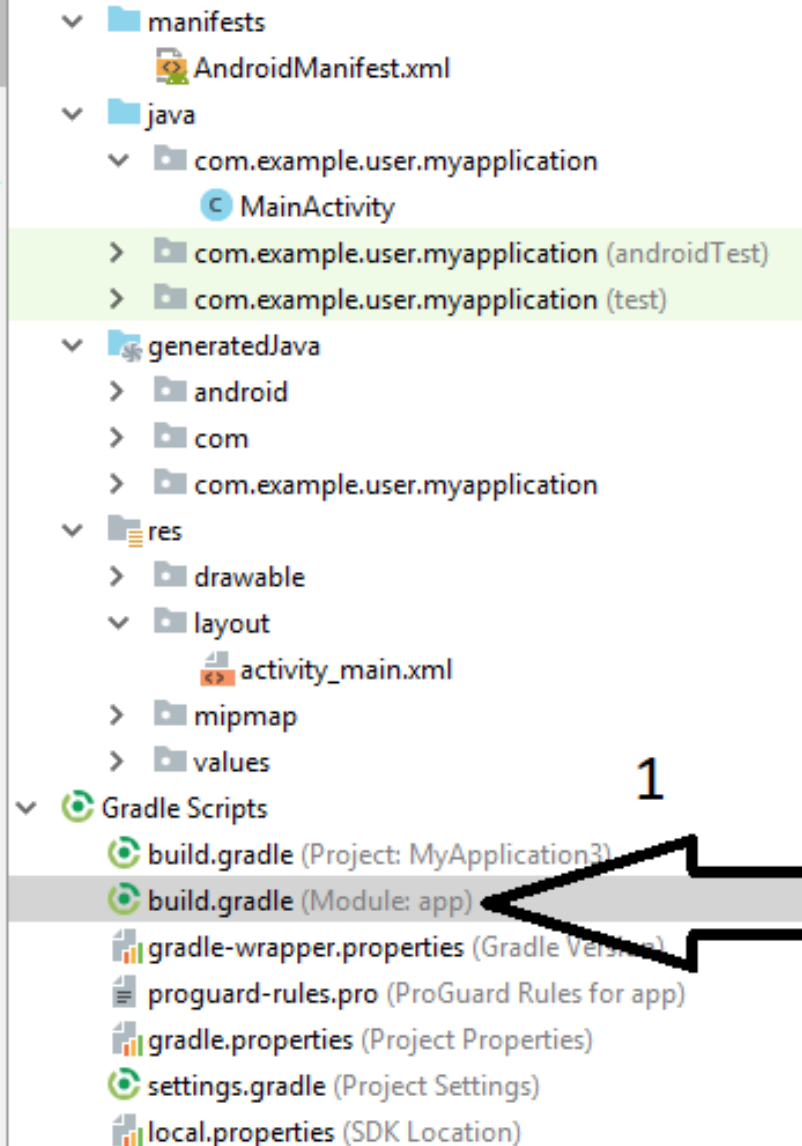 manifests
AndroidManifest.xml
java
com.example.user.myapplication
C MainActivity
com.example.user.myapplication (androidTest)
com.example.user.myapplication (test)
generatedJava
android
com
com.example.user.myapplication
res
drawable
layout
activity_main.xml
mipmap
values
1
Gradle Scripts
build.gradle (Project: MyApplication3)
build.gradle (Module: app)
gradle-wrapper.properties (Gradle Version)
proguard-rules.pro (ProGuard Rules for app)
gradle.properties (Project Properties)
settings.gradle (Project Settings)
local.properties (SDK Location)